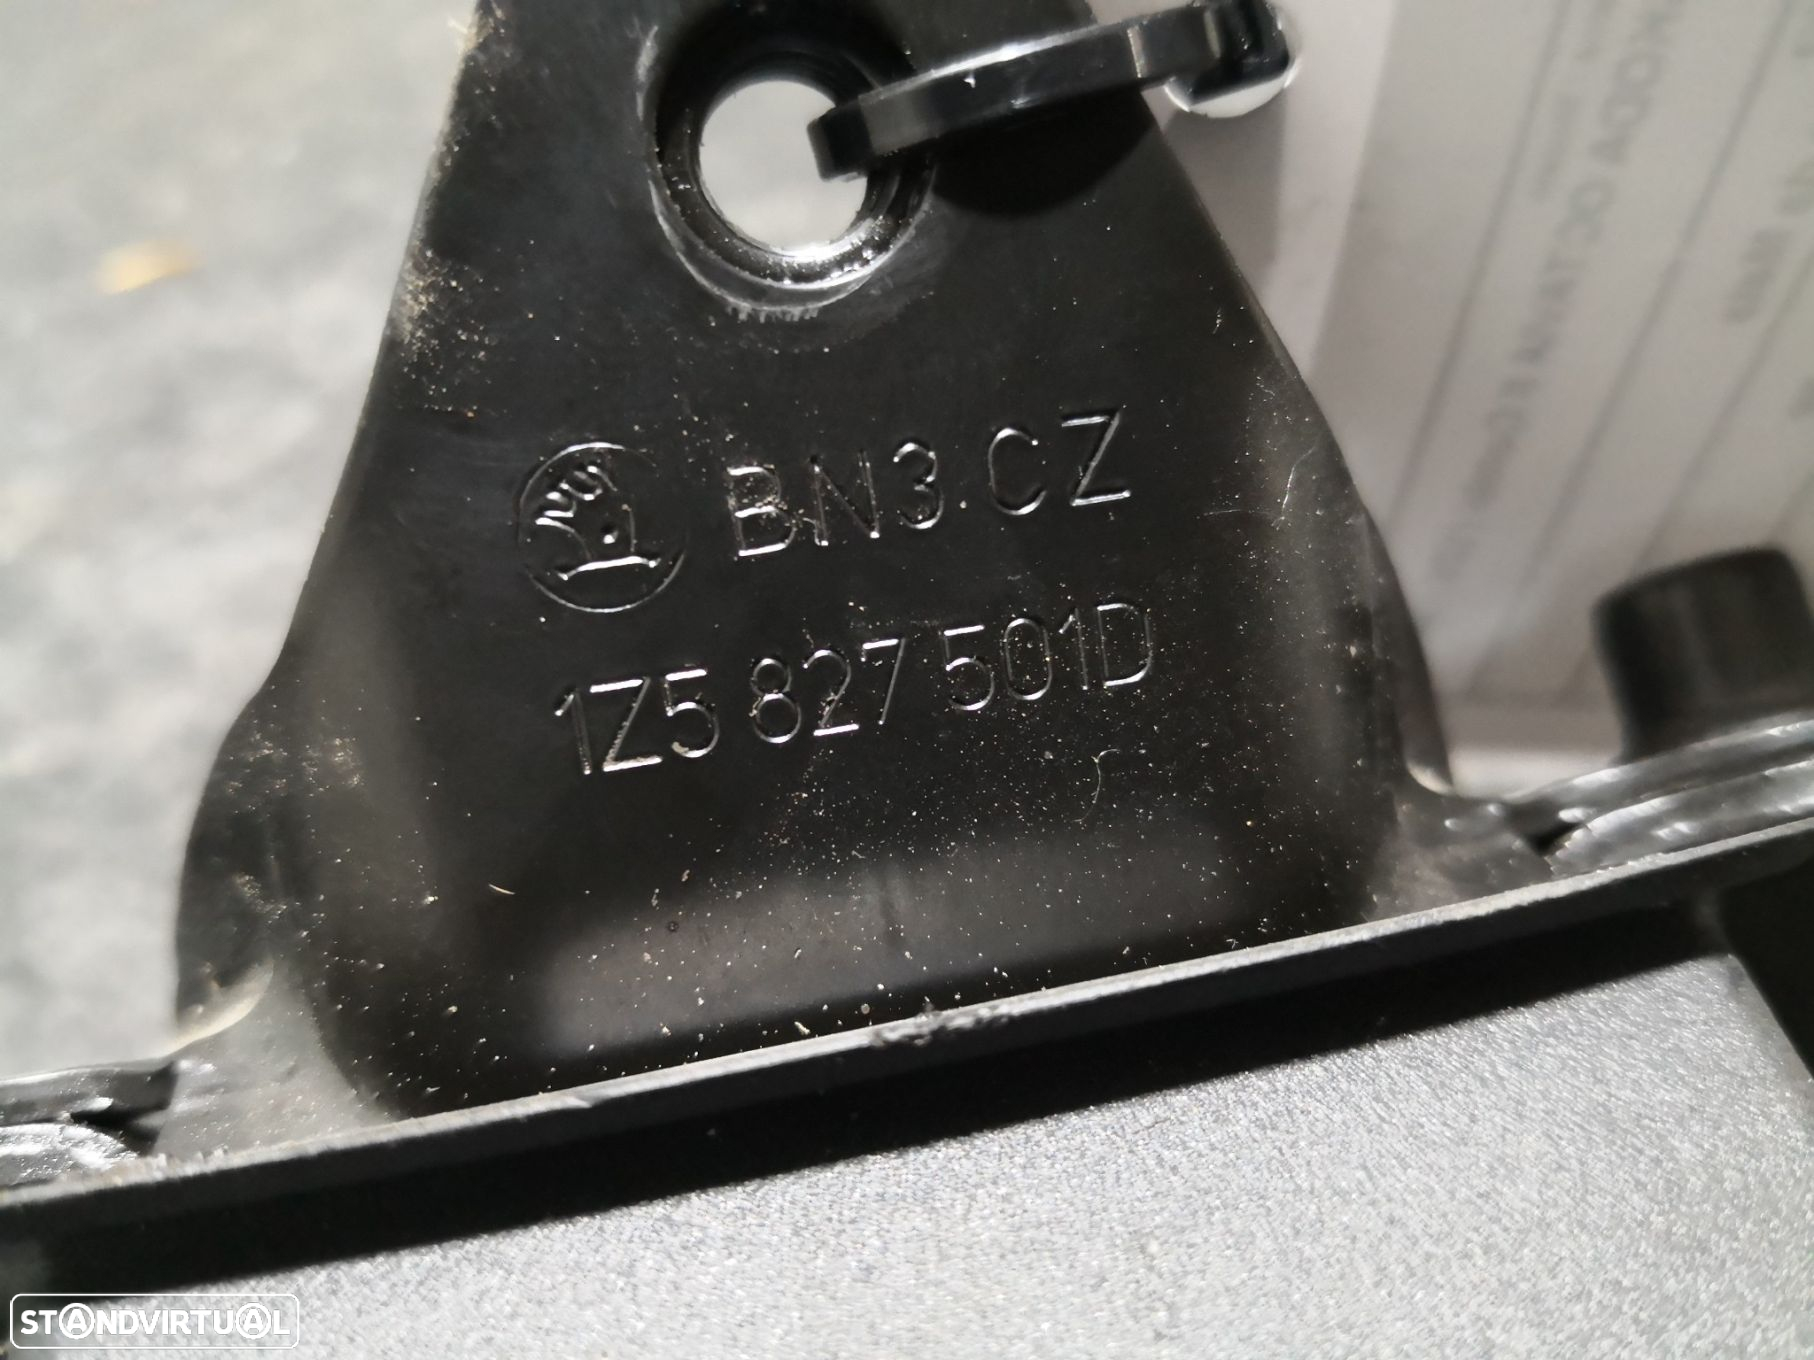 BN3.CZ
1Z5 827 501D
STANDVIRTUAL